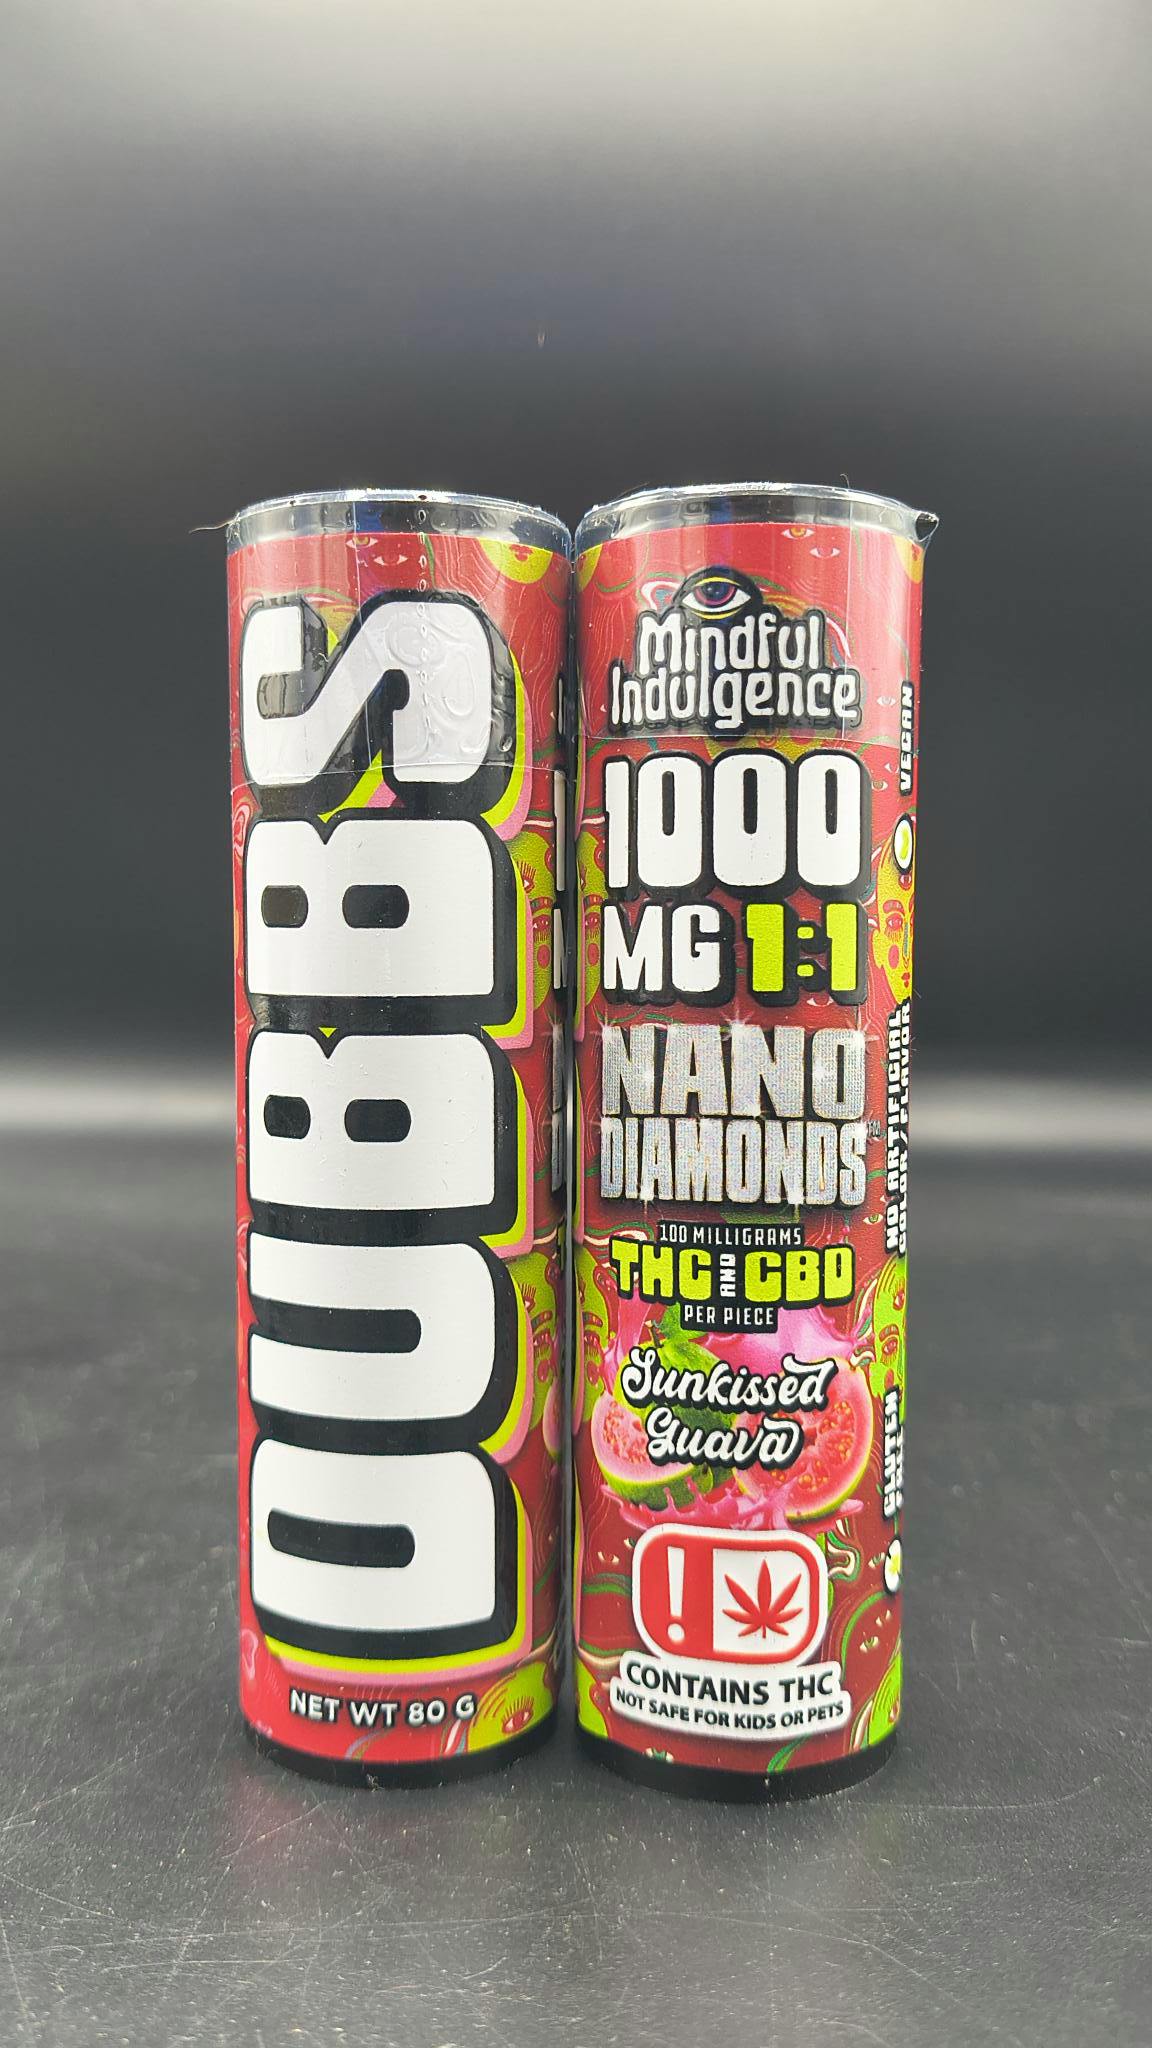 DUBBS
NET WT 80 G
Mindful
Indulgence
1000
MG 1:1
NANO
DIAMONDS
100 MILLIGRAMS
THC AND CBD
PER PIECE
Sunkissed
Guava
CONTAINS THC
NOT SAFE FOR KIDS OR PETS
VEGAN
NO ARTIFICIAL
COLOR / FLAVOR
GLUTEN
FREE